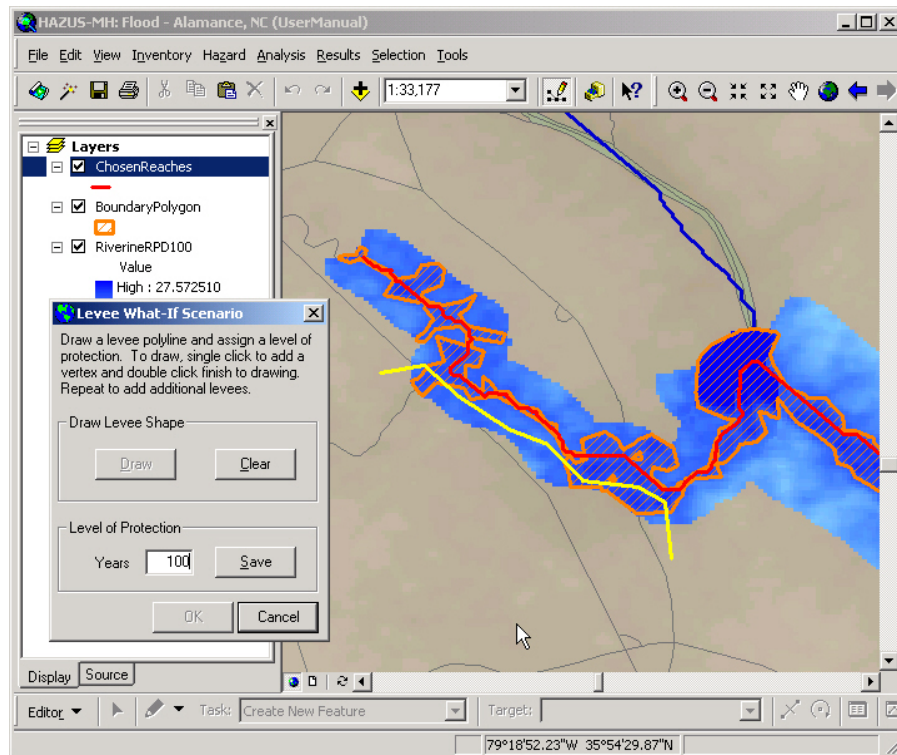 HAZUS-MH: Flood - Alamance, NC (UserManual)
File Edit View Inventory Hazard Analysis Results Selection Tools
1:33,177
Layers
ChosenReaches
BoundaryPolygon
RiverineRPD100
Value
High : 27.572510
Levee What-If Scenario
Draw a levee polyline and assign a level of
protection. To draw, single click to add a
vertex and double click finish to drawing.
Repeat to add additional levees.
Draw Levee Shape
Draw Clear
Level of Protection
Years 100 Save
OK Cancel
Display Source
Editor Task: Create New Feature Target:
79°18'52.23"W 35°54'29.87"N